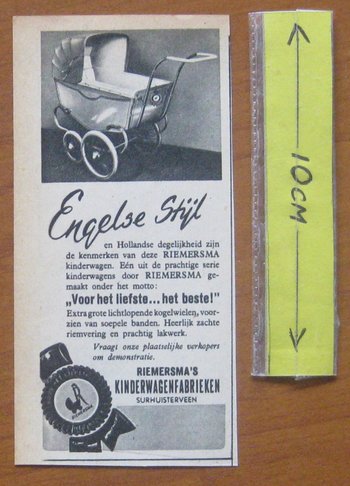 Engelse Stijl
en Hollandse degelijkheid zijn
de kenmerken van deze RIEMERSMA
kinderwagen. Eén uit de prachtige serie
kinderwagens door RIEMERSMA ge-
maakt onder het motto:
„Voor het liefste... het beste!"
Extra grote lichtlopende kogelwielen, voor-
zien van soepele banden. Heerlijk zachte
riemvering en prachtig lakwerk.
Vraagt onze plaatselijke verkopers
om demonstratie.
RIEMERSMA'S
KINDERWAGENFABRIEKEN
SURHUISTERVEEN
10CM